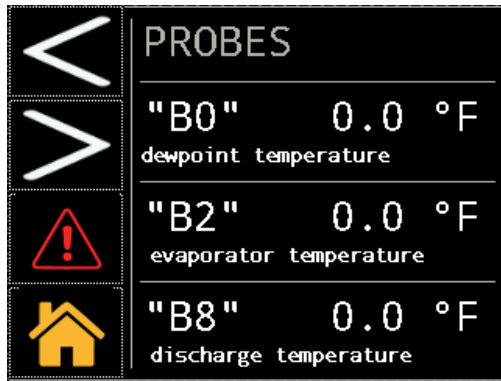 PROBES
"B0" 0.0 °F
dewpoint temperature
"B2" 0.0 °F
evaporator temperature
"B8" 0.0 °F
discharge temperature